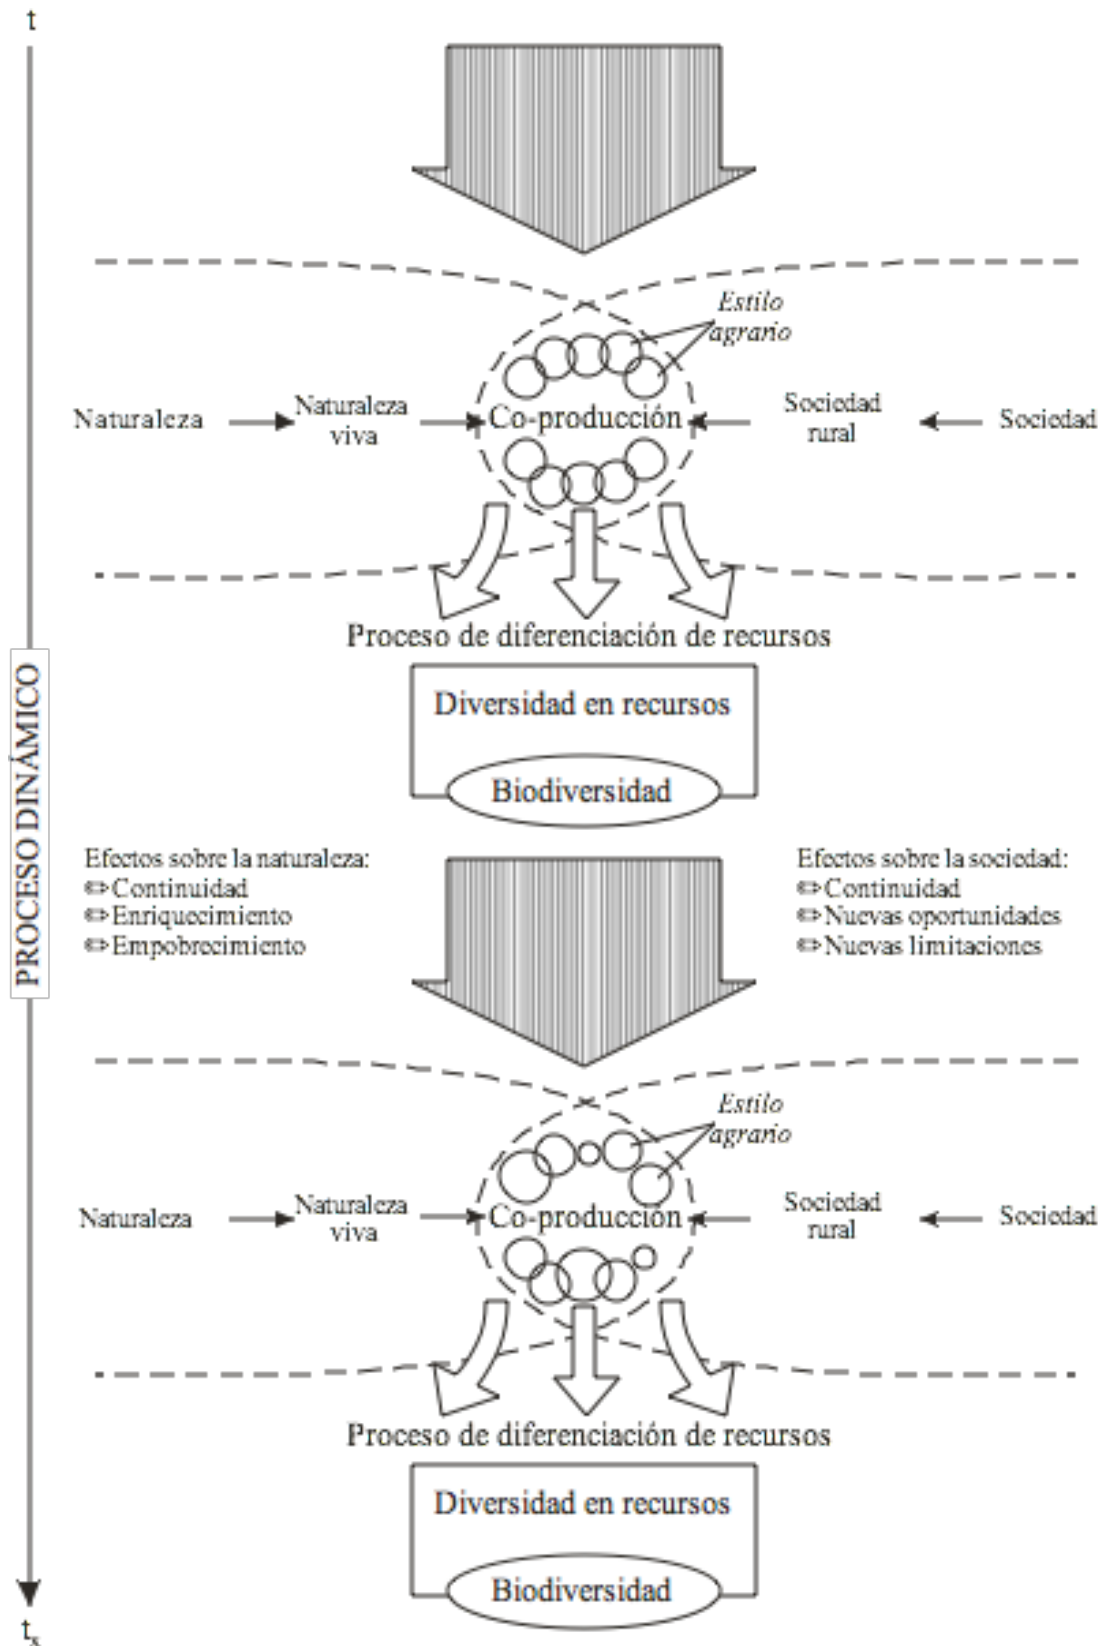 t
Estilo
agrario
Naturaleza
Naturaleza
viva
Co-producción
Sociedad
rural
Sociedad
Proceso de diferenciación de recursos
Diversidad en recursos
Biodiversidad
PROCESO DINÁMICO
Efectos sobre la naturaleza:
Continuidad
Enriquecimiento
Empobrecimiento
Efectos sobre la sociedad:
Continuidad
Nuevas oportunidades
Nuevas limitaciones
Estilo
agrario
Naturaleza
Naturaleza
viva
Co-producción
Sociedad
rural
Sociedad
Proceso de diferenciación de recursos
Diversidad en recursos
Biodiversidad
tx